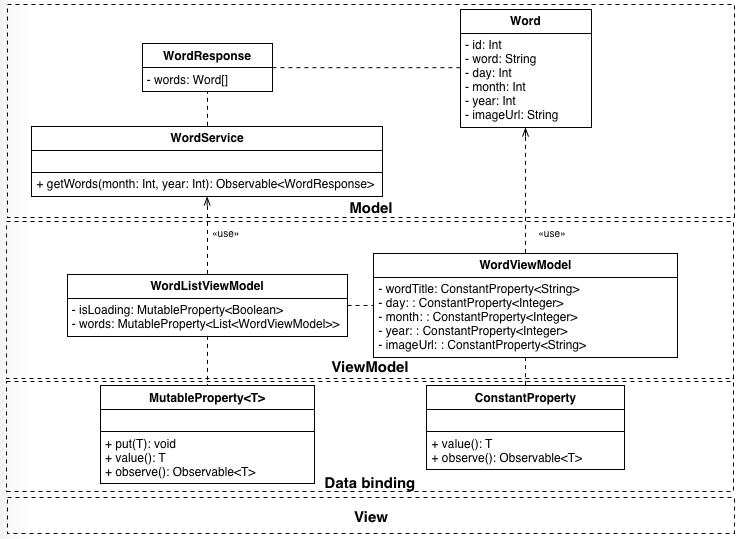 Word
- id: Int
- word: String
- day: Int
- month: Int
- year: Int
- imageUrl: String
WordResponse
- words: Word[]
WordService
+ getWords(month: Int, year: Int): Observable<WordResponse>
Model
«use»
«use»
WordListViewModel
- isLoading: MutableProperty<Boolean>
- words: MutableProperty<List<WordViewModel>>
WordViewModel
- wordTitle: ConstantProperty<String>
- day: : ConstantProperty<Integer>
- month: : ConstantProperty<Integer>
- year: : ConstantProperty<Integer>
- imageUrl: : ConstantProperty<String>
ViewModel
MutableProperty<T>
+ put(T): void
+ value(): T
+ observe(): Observable<T>
ConstantProperty
+ value(): T
+ observe(): Observable<T>
Data binding
View